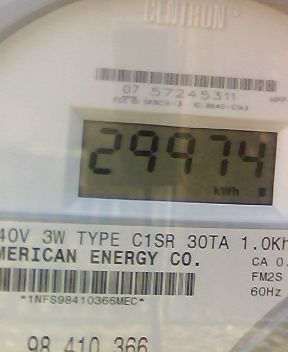 CENTRON®
07 57245311
29974
kWh
40V 3W TYPE C1SR 30TA 1.0Kh
MERICAN ENERGY CO.
CA 0.
FM2S
*1NFS98410366MEC*
60Hz
98 410 366